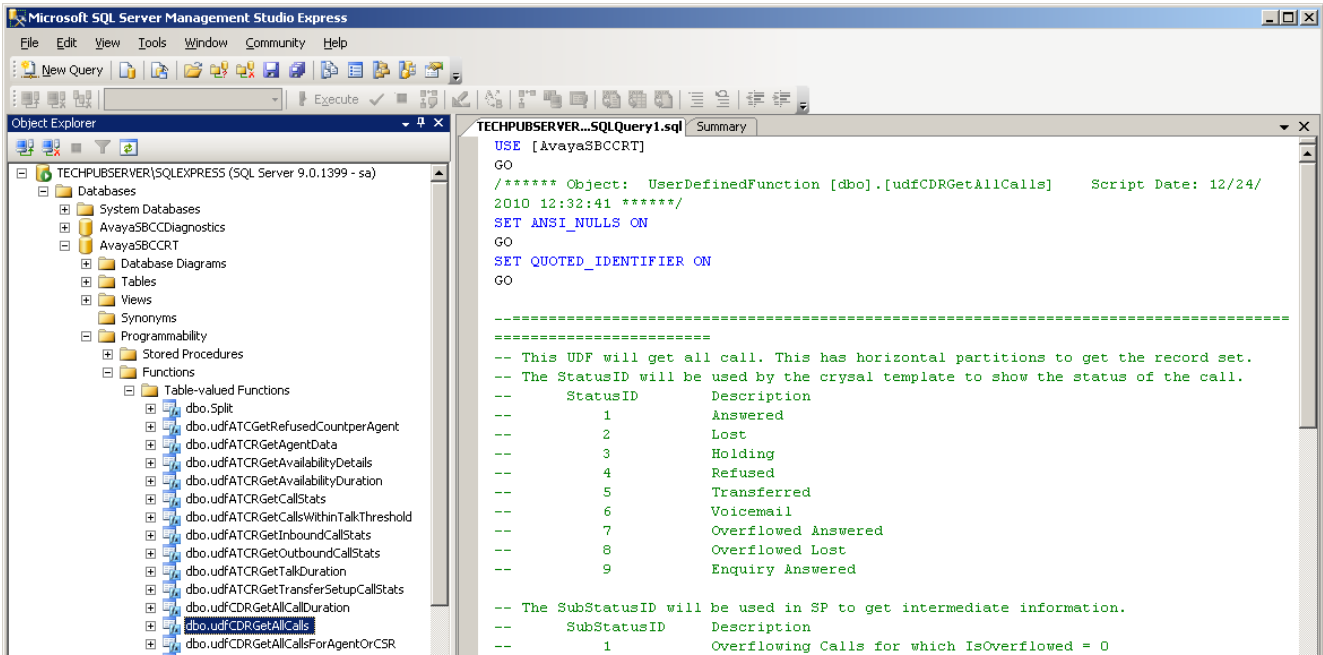 Microsoft SQL Server Management Studio Express
File Edit View Tools Window Community Help
New Query
Execute
Object Explorer
TECHPUBSERVER\SQLEXPRESS (SQL Server 9.0.1399 - sa)
Databases
System Databases
AvayaSBCCDiagnostics
AvayaSBCCRT
Database Diagrams
Tables
Views
Synonyms
Programmability
Stored Procedures
Functions
Table-valued Functions
dbo.Split
dbo.udfATCGetRefusedCountperAgent
dbo.udfATCRGetAgentData
dbo.udfATCRGetAvailabilityDetails
dbo.udfATCRGetAvailabilityDuration
dbo.udfATCRGetCallStats
dbo.udfATCRGetCallsWithinTalkThreshold
dbo.udfATCRGetInboundCallStats
dbo.udfATCRGetOutboundCallStats
dbo.udfATCRGetTalkDuration
dbo.udfATCRGetTransferSetupCallStats
dbo.udfCDRGetAllCallDuration
dbo.udfCDRGetAllCalls
dbo.udfCDRGetAllCallsForAgentOrCSR
TECHPUBSERVER...SQLQuery1.sql Summary
USE [AvayaSBCCRT]
GO
/****** Object: UserDefinedFunction [dbo].[udfCDRGetAllCalls] Script Date: 12/24/
2010 12:32:41 ******/
SET ANSI_NULLS ON
GO
SET QUOTED_IDENTIFIER ON
GO
--======================================================================================
========================
-- This UDF will get all call. This has horizontal partitions to get the record set.
-- The StatusID will be used by the crysal template to show the status of the call.
-- StatusID Description
-- 1 Answered
-- 2 Lost
-- 3 Holding
-- 4 Refused
-- 5 Transferred
-- 6 Voicemail
-- 7 Overflowed Answered
-- 8 Overflowed Lost
-- 9 Enquiry Answered
-- The SubStatusID will be used in SP to get intermediate information.
-- SubStatusID Description
-- 1 Overflowing Calls for which IsOverflowed = 0